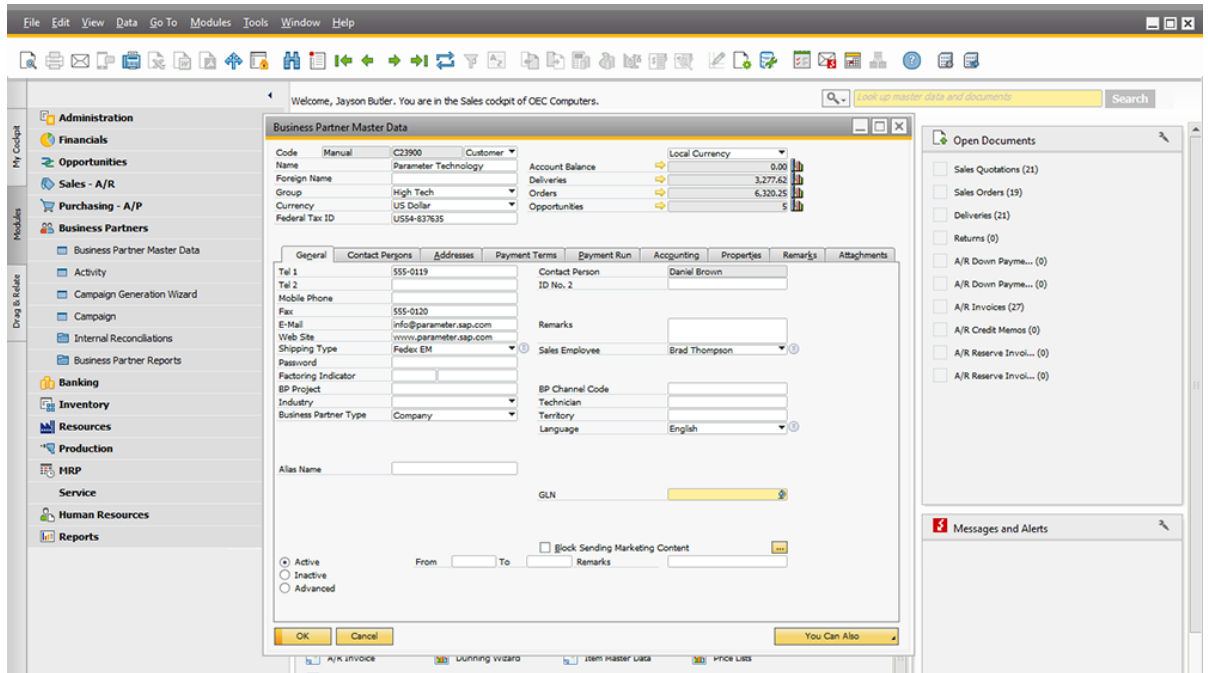 File Edit View Data Go To Modules Tools Window Help
Welcome, Jayson Butler. You are in the Sales cockpit of OEC Computers.
Look up master data and documents
Search
My Cockpit
Modules
Drag & Relate
Administration
Financials
Opportunities
Sales - A/R
Purchasing - A/P
Business Partners
Business Partner Master Data
Activity
Campaign Generation Wizard
Campaign
Internal Reconciliations
Business Partner Reports
Banking
Inventory
Resources
Production
MRP
Service
Human Resources
Reports
Business Partner Master Data
Code Manual C23900 Customer
Name Parameter Technology
Foreign Name
Group High Tech
Currency US Dollar
Federal Tax ID US54-837635
Local Currency
Account Balance 0.00
Deliveries 3,277.62
Orders 6,320.25
Opportunities 5
General Contact Persons Addresses Payment Terms Payment Run Accounting Properties Remarks Attachments
Tel 1 555-0119
Tel 2
Mobile Phone
Fax 555-0120
E-Mail info@parameter.sap.com
Web Site www.parameter.sap.com
Shipping Type Fedex EM
Password
Factoring Indicator
BP Project
Industry
Business Partner Type Company
Alias Name
Contact Person Daniel Brown
ID No. 2
Remarks
Sales Employee Brad Thompson
BP Channel Code
Technician
Territory
Language English
GLN
Block Sending Marketing Content
...
Active From To Remarks
Inactive
Advanced
OK Cancel You Can Also
A/R Invoice Dunning Wizard Item Master Data Price Lists
Open Documents
Sales Quotations (21)
Sales Orders (19)
Deliveries (21)
Returns (0)
A/R Down Payme... (0)
A/R Down Payme... (0)
A/R Invoices (27)
A/R Credit Memos (0)
A/R Reserve Invoi... (0)
A/R Reserve Invoi... (0)
Messages and Alerts